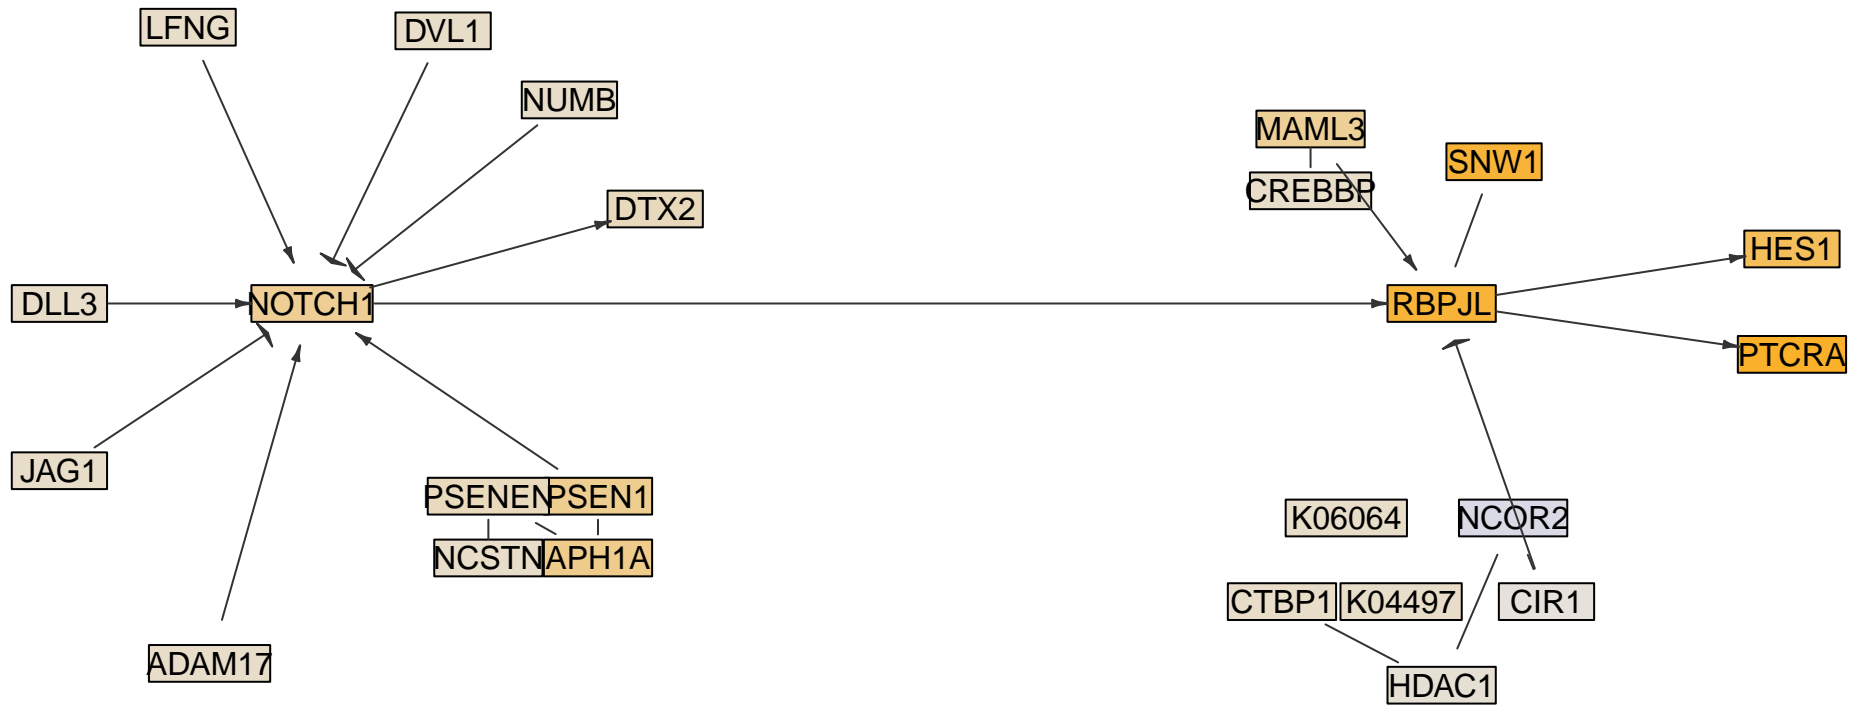 LFNG
DVL1
NUMB
MAML3
SNW1
CREBBP
DTX2
HES1
DLL3
NOTCH1
RBPJL
PTCRA
JAG1
PSENEN
PSEN1
K06064
NCOR2
NCSTN
APH1A
CTBP1
K04497
CIR1
ADAM17
HDAC1